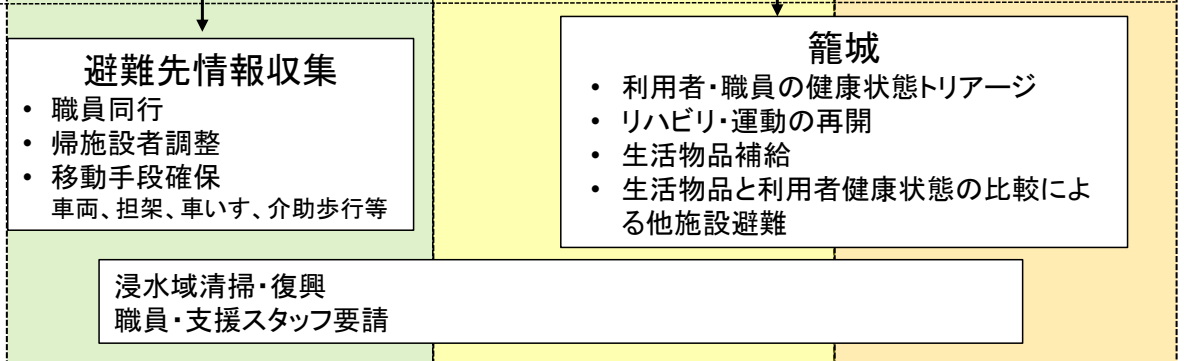 避難先情報収集
• 職員同行
• 帰施設者調整
• 移動手段確保
車両、担架、車いす、介助歩行等
籠城
• 利用者・職員の健康状態トリアージ
• リハビリ・運動の再開
• 生活物品補給
• 生活物品と利用者健康状態の比較によ
る他施設避難
浸水域清掃・復興
職員・支援スタッフ要請